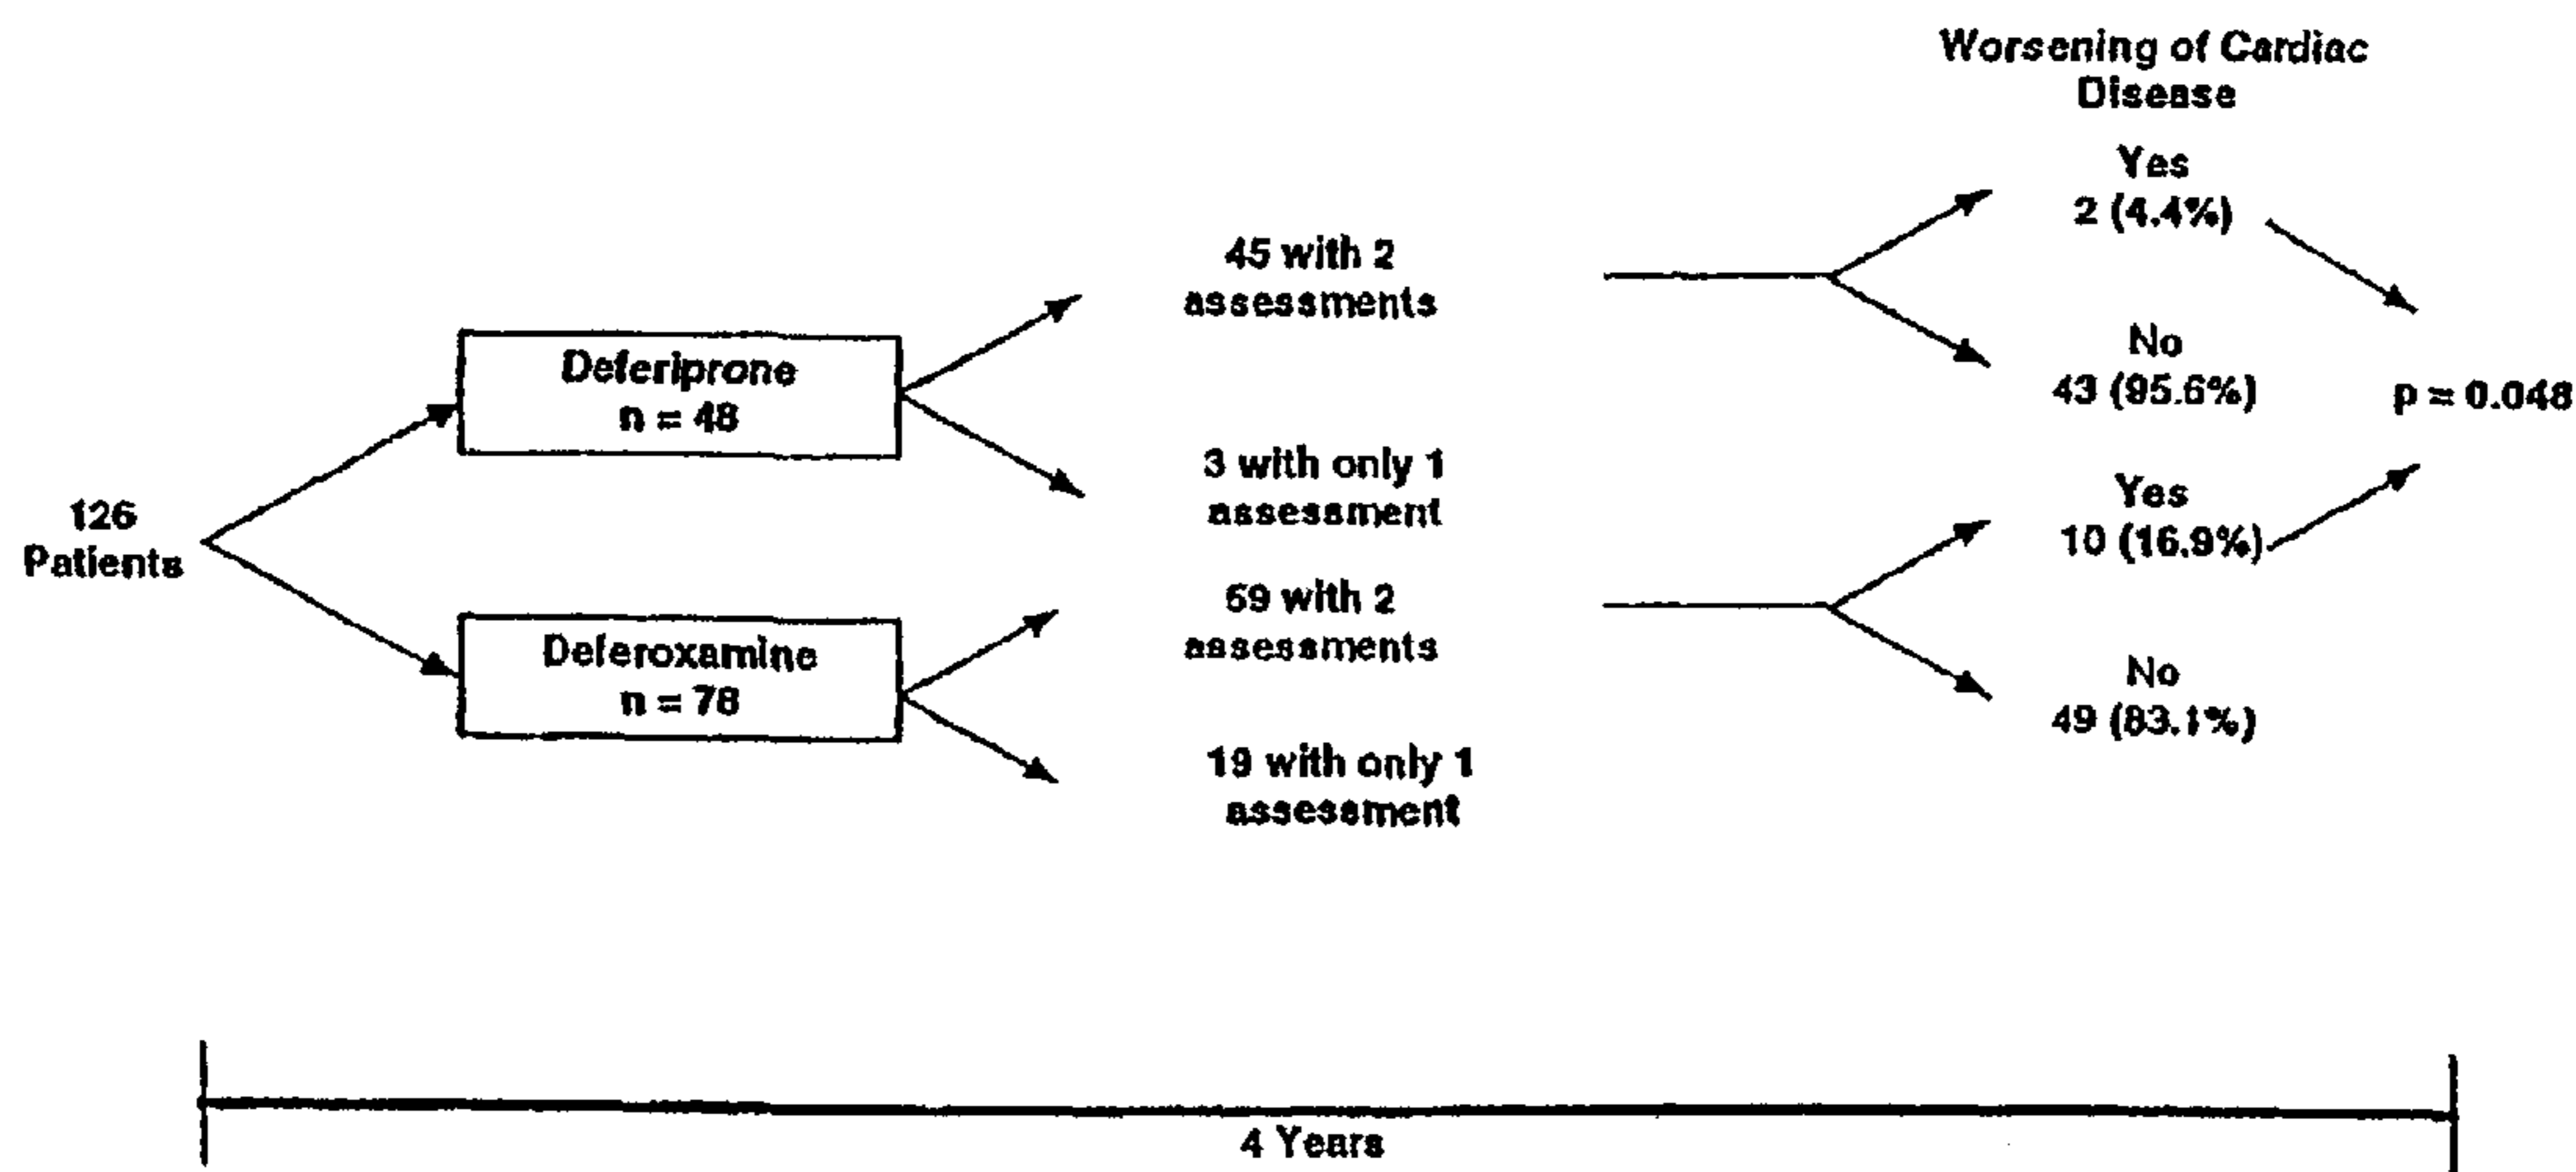 Worsening of Cardiac
Disease
Yes
2 (4.4%)
45 with 2
assessments
Deferiprone
n = 48
No
43 (95.6%)
p = 0.048
3 with only 1
assessment
126
Patients
Yes
10 (16.9%)
59 with 2
assessments
Deferoxamine
n = 78
No
49 (83.1%)
19 with only 1
assessment
4 Years